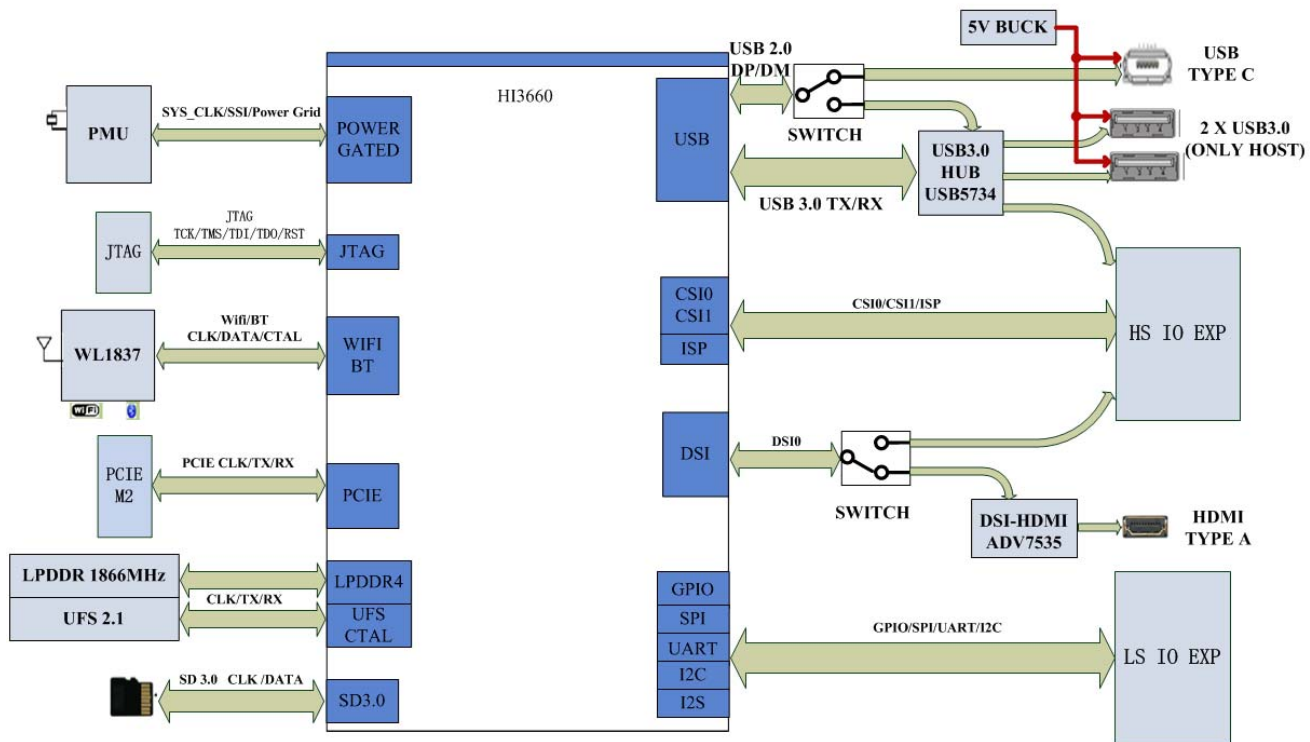 HI3660
PMU
SYS_CLK/SSI/Power Grid
POWER
GATED
JTAG
JTAG
TCK/TMS/TDI/TDO/RST
JTAG
WL1837
Wifi/BT
CLK/DATA/CTAL
WIFI
BT
WiFi
PCIE
M2
PCIE CLK/TX/RX
PCIE
LPDDR 1866MHz
LPDDR4
UFS 2.1
CLK/TX/RX
UFS
CTAL
SD 3.0 CLK /DATA
SD3.0
USB
USB 2.0
DP/DM
SWITCH
5V BUCK
USB
TYPE C
2 X USB3.0
(ONLY HOST)
USB 3.0 TX/RX
USB3.0
HUB
USB5734
CSI0
CSI1
ISP
CSI0/CSI1/ISP
HS IO EXP
DSI
DSI0
SWITCH
DSI-HDMI
ADV7535
HDMI
TYPE A
GPIO
SPI
UART
I2C
I2S
GPIO/SPI/UART/I2C
LS IO EXP